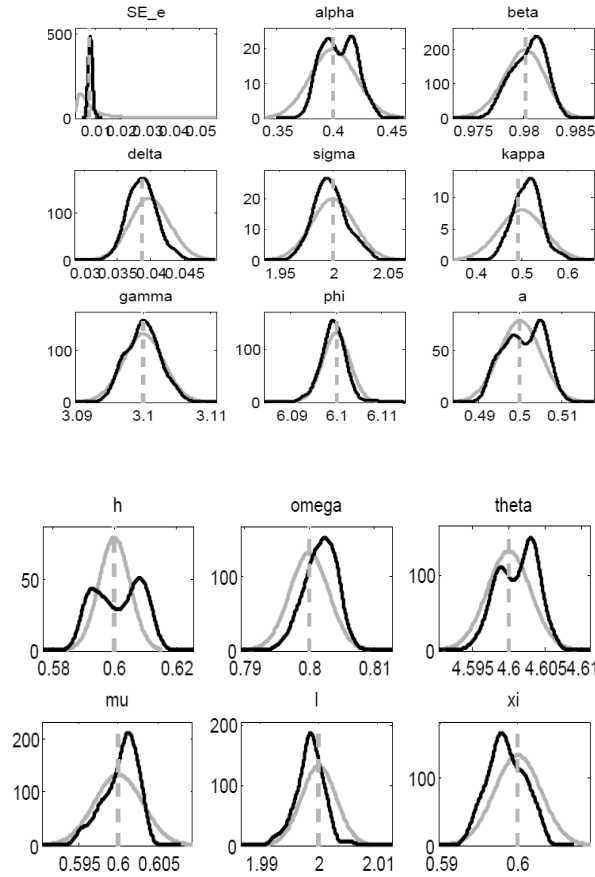 SE_e alpha beta
500 20 200
10 100
0 0 0
0.01 0.02 0.03 0.04 0.05 0.35 0.4 0.45 0.975 0.98 0.985
delta sigma kappa
100 20 10
10 5
0 0 0
0.03 0.035 0.04 0.045 1.95 2 2.05 0.4 0.5 0.6
gamma phi a
100 100 50
0 0 0
3.09 3.1 3.11 6.09 6.1 6.11 0.49 0.5 0.51
h omega theta
50 100 100
0 0 0
0.58 0.6 0.62 0.79 0.8 0.81 4.595 4.6 4.605 4.61
mu l xi
200 200
100 100 100
0 0 0
0.595 0.6 0.605 1.99 2 2.01 0.59 0.6